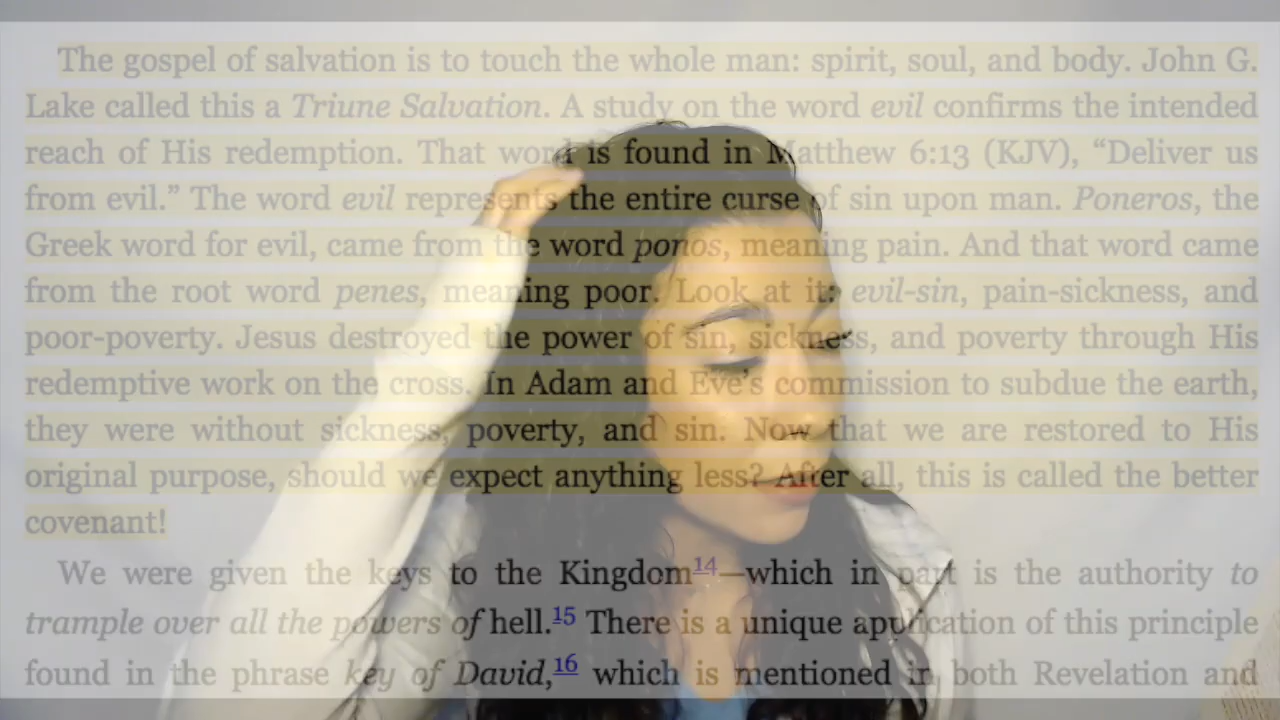 The gospel of salvation is to touch the whole man: spirit, soul, and body. John G.
Lake called this a Triune Salvation. A study on the word evil confirms the intended
reach of His redemption. That word is found in Matthew 6:13 (KJV), “Deliver us
from evil.” The word evil represents the entire curse of sin upon man. Poneros, the
Greek word for evil, came from the word ponos, meaning pain. And that word came
from the root word penes, meaning poor. Look at it: evil-sin, pain-sickness, and
poor-poverty. Jesus destroyed the power of sin, sickness, and poverty through His
redemptive work on the cross. In Adam and Eve's commission to subdue the earth,
they were without sickness, poverty, and sin. Now that we are restored to His
original purpose, should we expect anything less? After all, this is called the better
covenant!
We were given the keys to the Kingdom14—which in part is the authority to
trample over all the powers of hell.15 There is a unique application of this principle
found in the phrase key of David,16 which is mentioned in both Revelation and